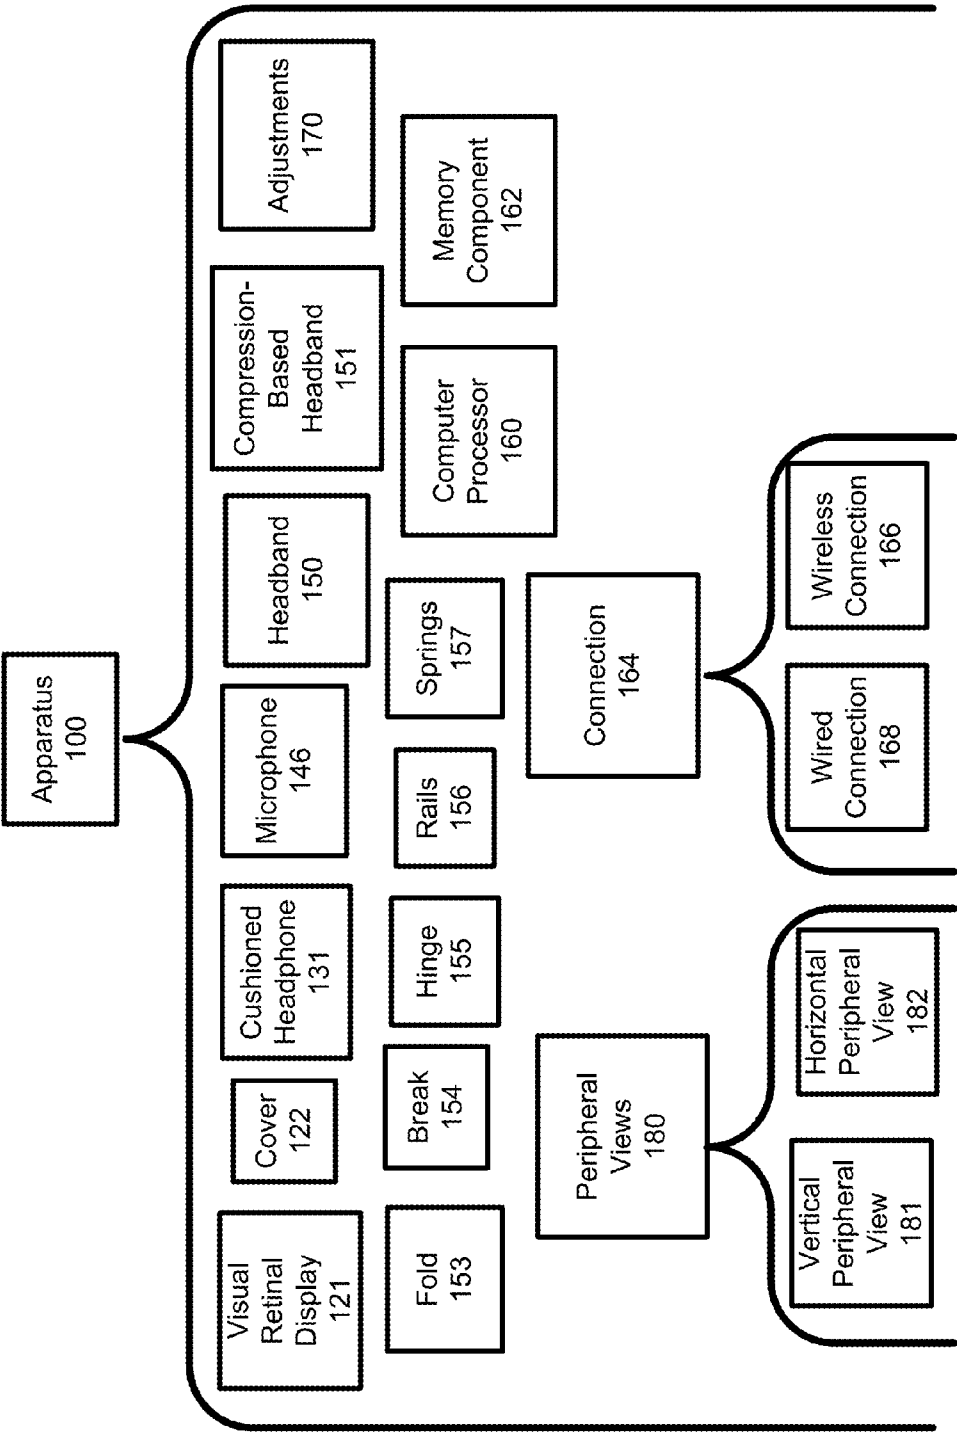 Apparatus
100
Visual
Retinal
Display
121
Cover
122
Cushioned
Headphone
131
Microphone
146
Headband
150
Compression-
Based
Headband
151
Adjustments
170
Fold
153
Break
154
Hinge
155
Rails
156
Springs
157
Computer
Processor
160
Memory
Component
162
Peripheral
Views
180
Connection
164
Vertical
Peripheral
View
181
Horizontal
Peripheral
View
182
Wired
Connection
168
Wireless
Connection
166